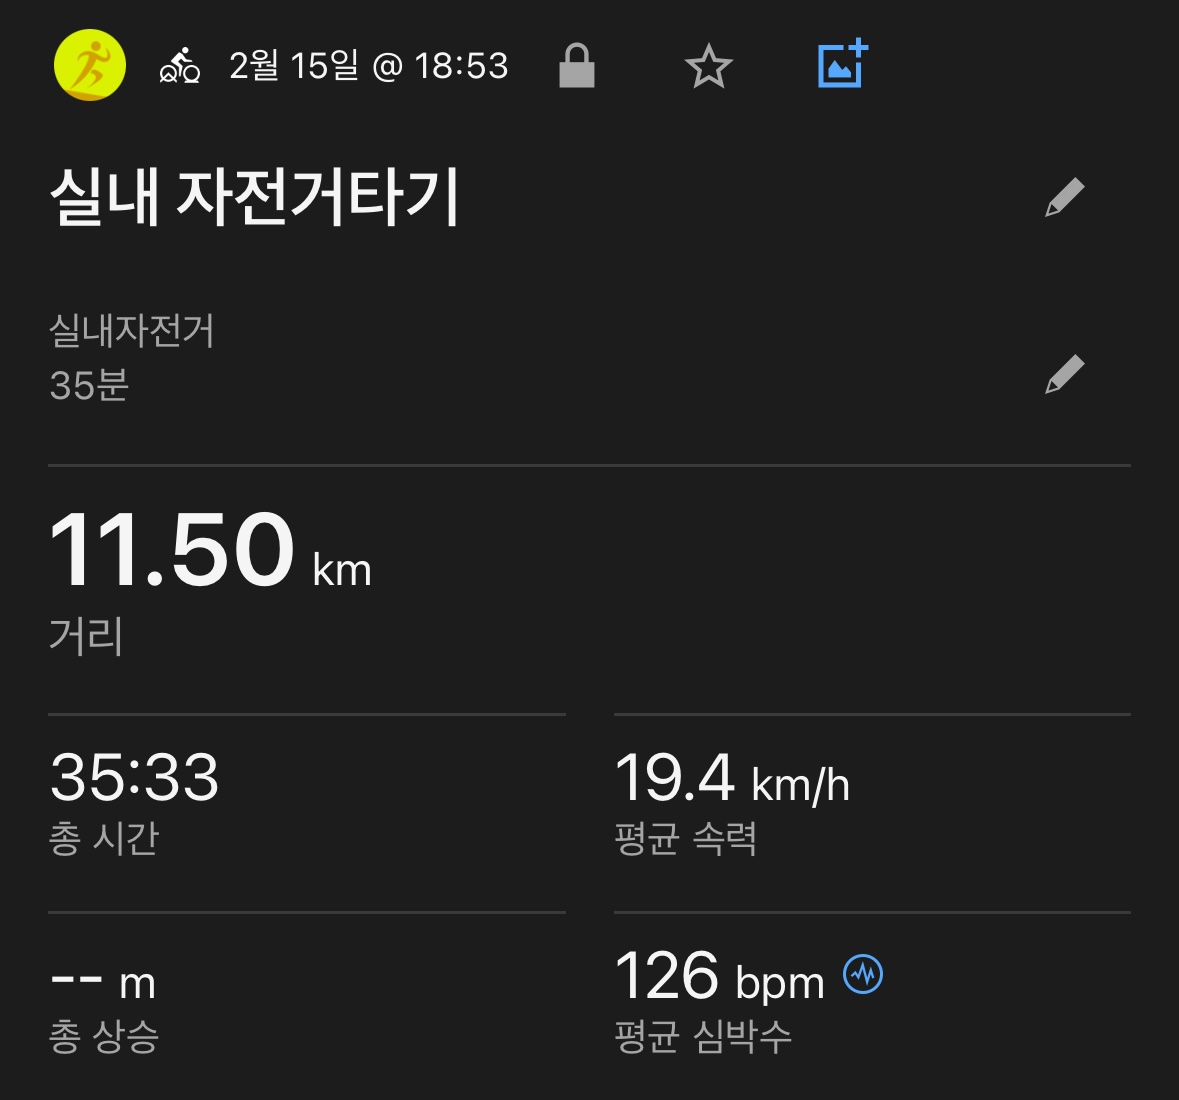 2월 15일 @ 18:53
실내 자전거타기
실내자전거
35분
11.50 km
거리
35:33
총 시간
19.4 km/h
평균 속력
-- m
총 상승
126 bpm
평균 심박수